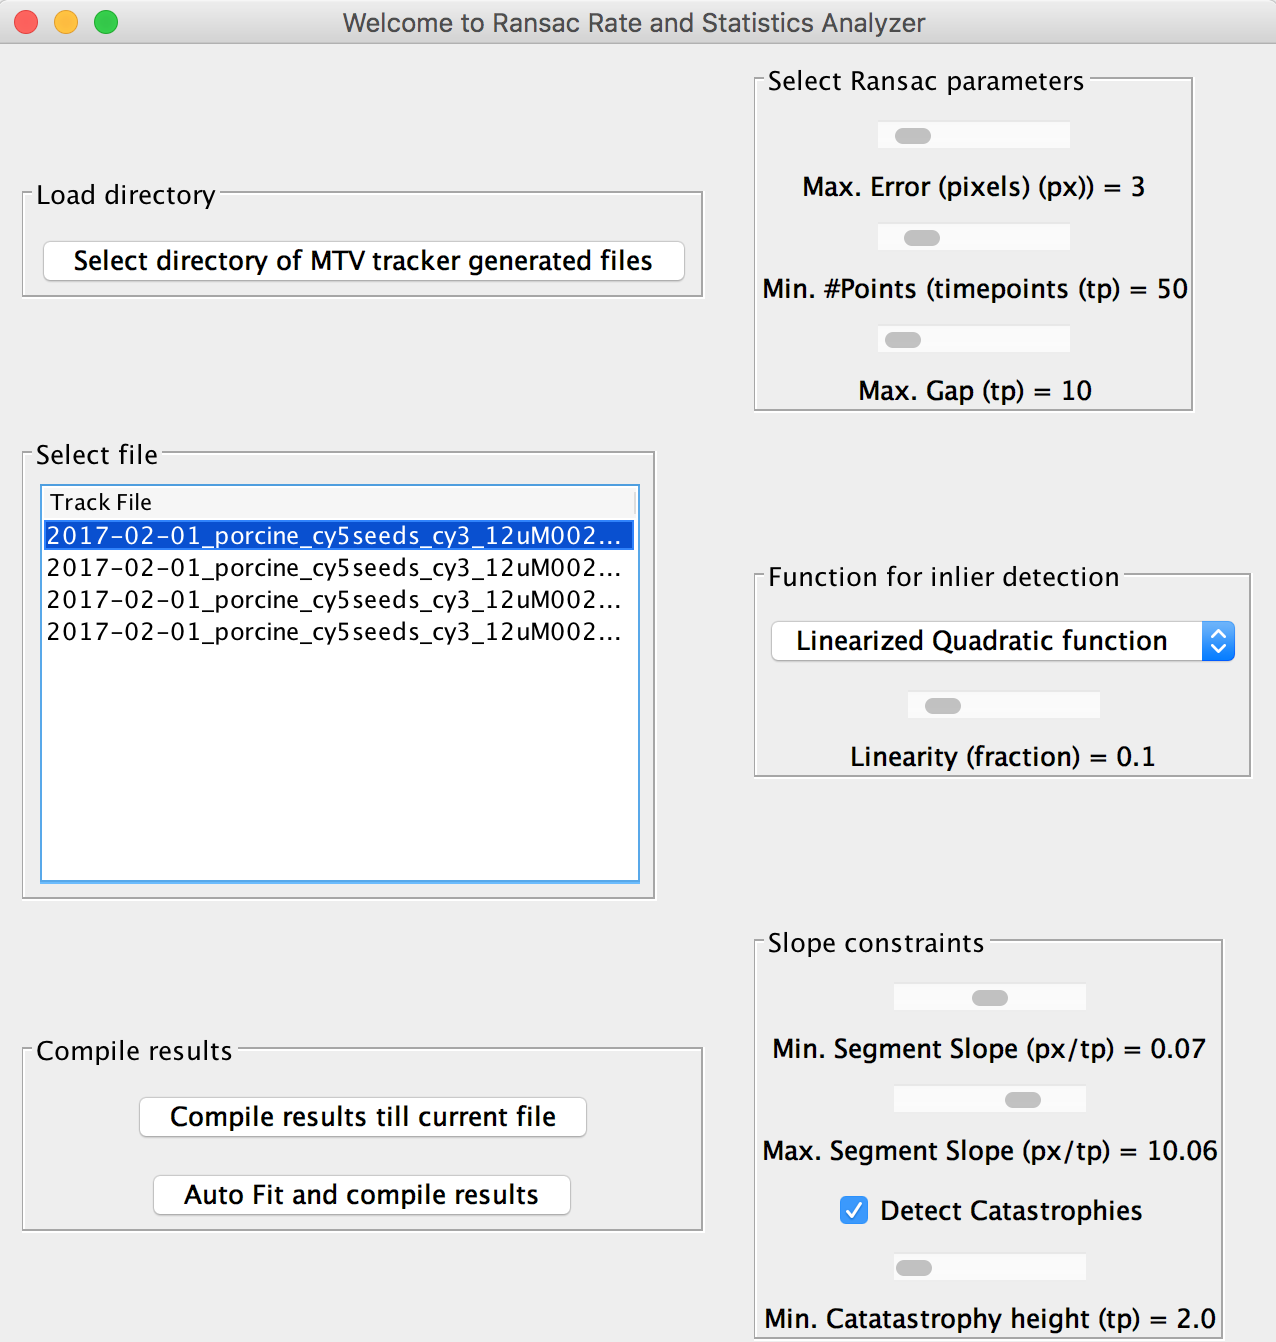 Welcome to Ransac Rate and Statistics Analyzer
Load directory
Select directory of MTV tracker generated files
Select file
Track File
2017-02-01_porcine_cy5seeds_cy3_12uM002...
2017-02-01_porcine_cy5seeds_cy3_12uM002...
2017-02-01_porcine_cy5seeds_cy3_12uM002...
2017-02-01_porcine_cy5seeds_cy3_12uM002...
Compile results
Compile results till current file
Auto Fit and compile results
Select Ransac parameters
Max. Error (pixels) (px)) = 3
Min. #Points (timepoints (tp) = 50
Max. Gap (tp) = 10
Function for inlier detection
Linearized Quadratic function
Linearity (fraction) = 0.1
Slope constraints
Min. Segment Slope (px/tp) = 0.07
Max. Segment Slope (px/tp) = 10.06
Detect Catastrophies
Min. Catatastrophy height (tp) = 2.0